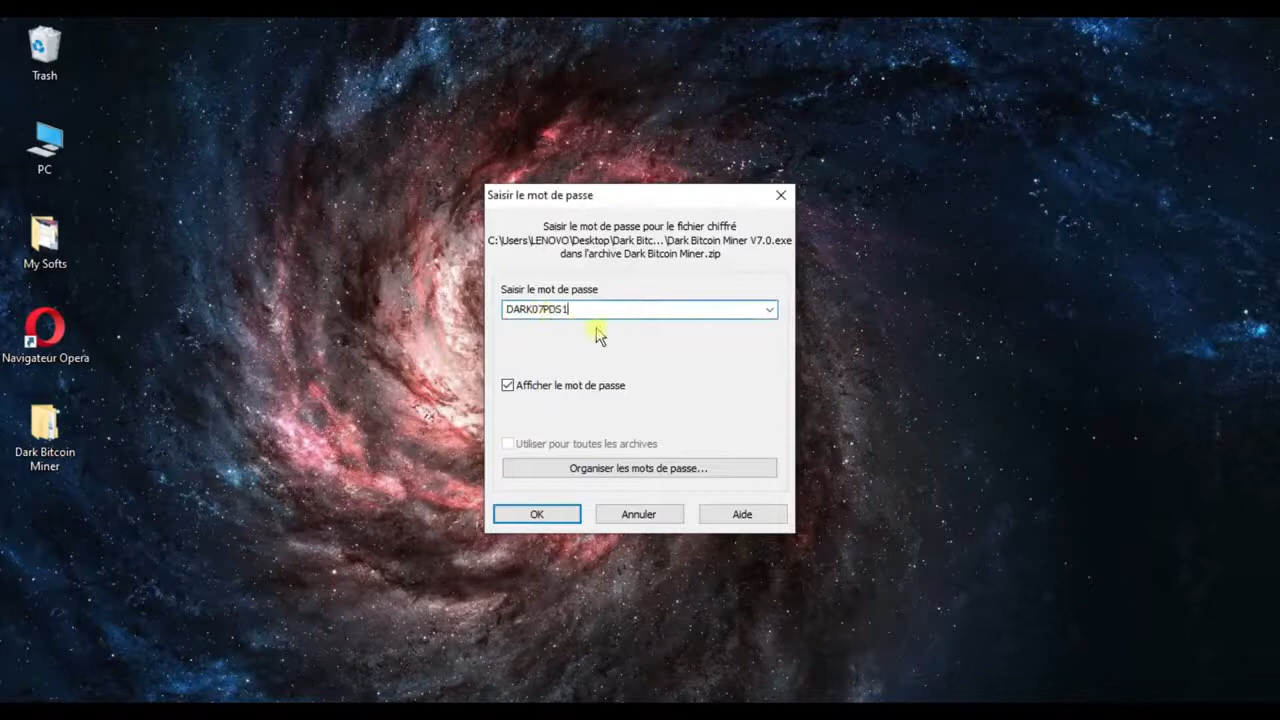 Trash
PC
My Softs
Navigateur Opera
Dark Bitcoin
Miner
Saisir le mot de passe
Saisir le mot de passe pour le fichier chiffré
C:\Users\LENOVO\Desktop\Dark Bitc...\Dark Bitcoin Miner V7.0.exe
dans l'archive Dark Bitcoin Miner.zip
Saisir le mot de passe
DARK07PDS1
Afficher le mot de passe
Utiliser pour toutes les archives
Organiser les mots de passe...
OK
Annuler
Aide